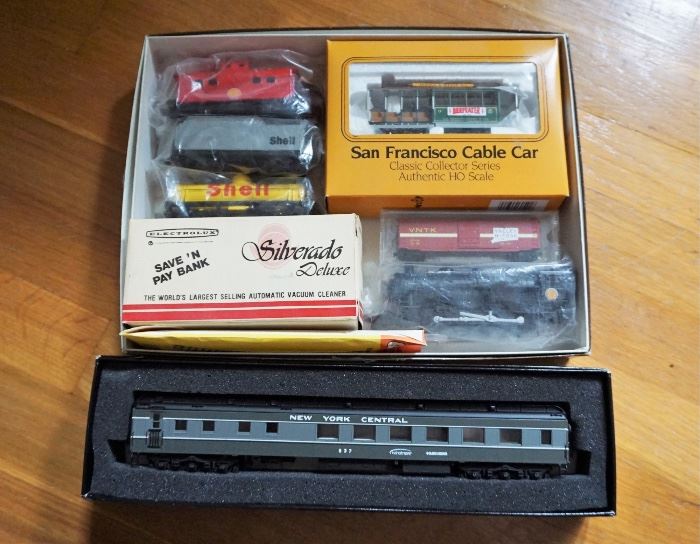 Shell
Shell
San Francisco Cable Car
Classic Collector Series
Authentic HO Scale
VNTK
ELECTROLUX
SAVE 'N
PAY BANK
Silverado
Deluxe
THE WORLD'S LARGEST SELLING AUTOMATIC VACUUM CLEANER
NEW YORK CENTRAL